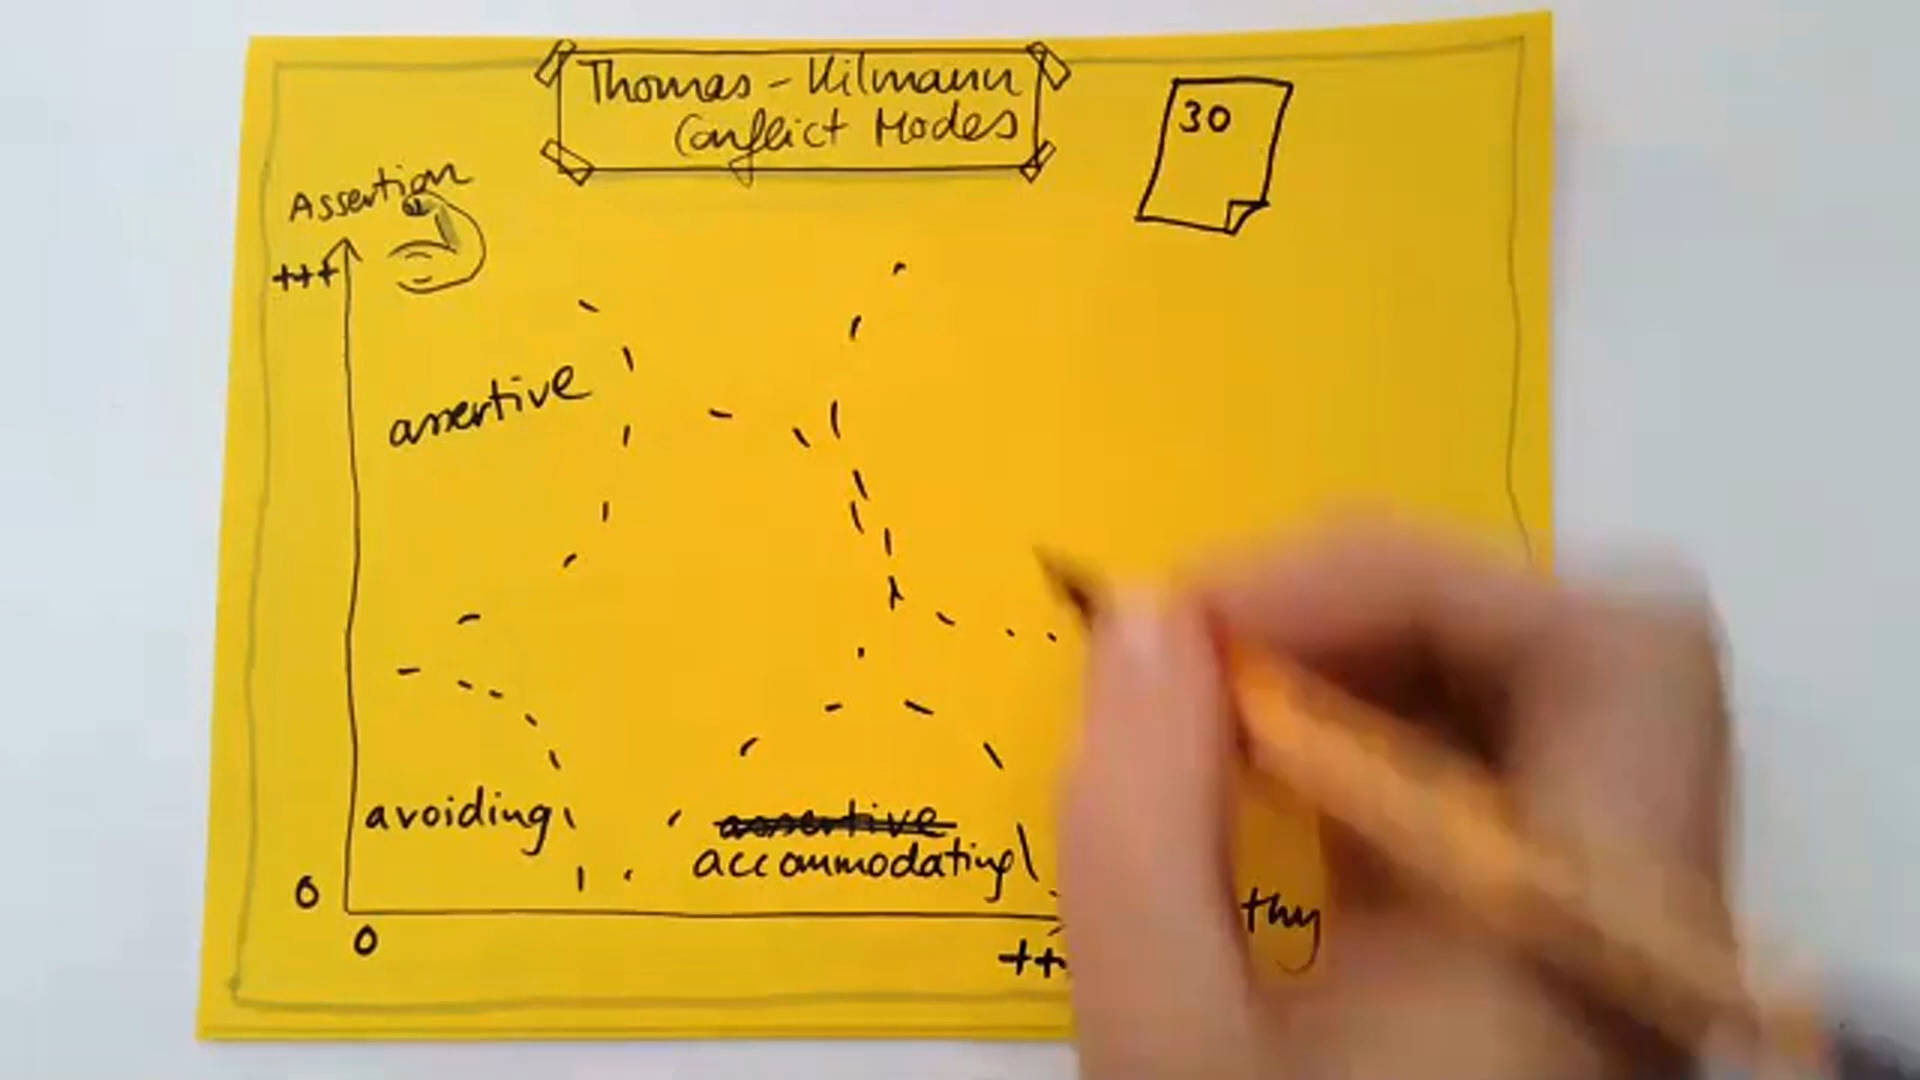 Thomas - Kilmann
Conflict Modes
30
Assertion
+++
assertive
avoiding
assertive
accommodating
0
0
++
thy